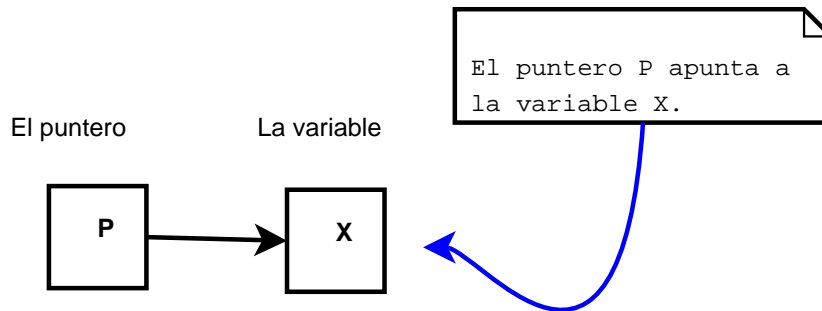 El puntero P apunta a
la variable X.
El puntero
La variable
P
X